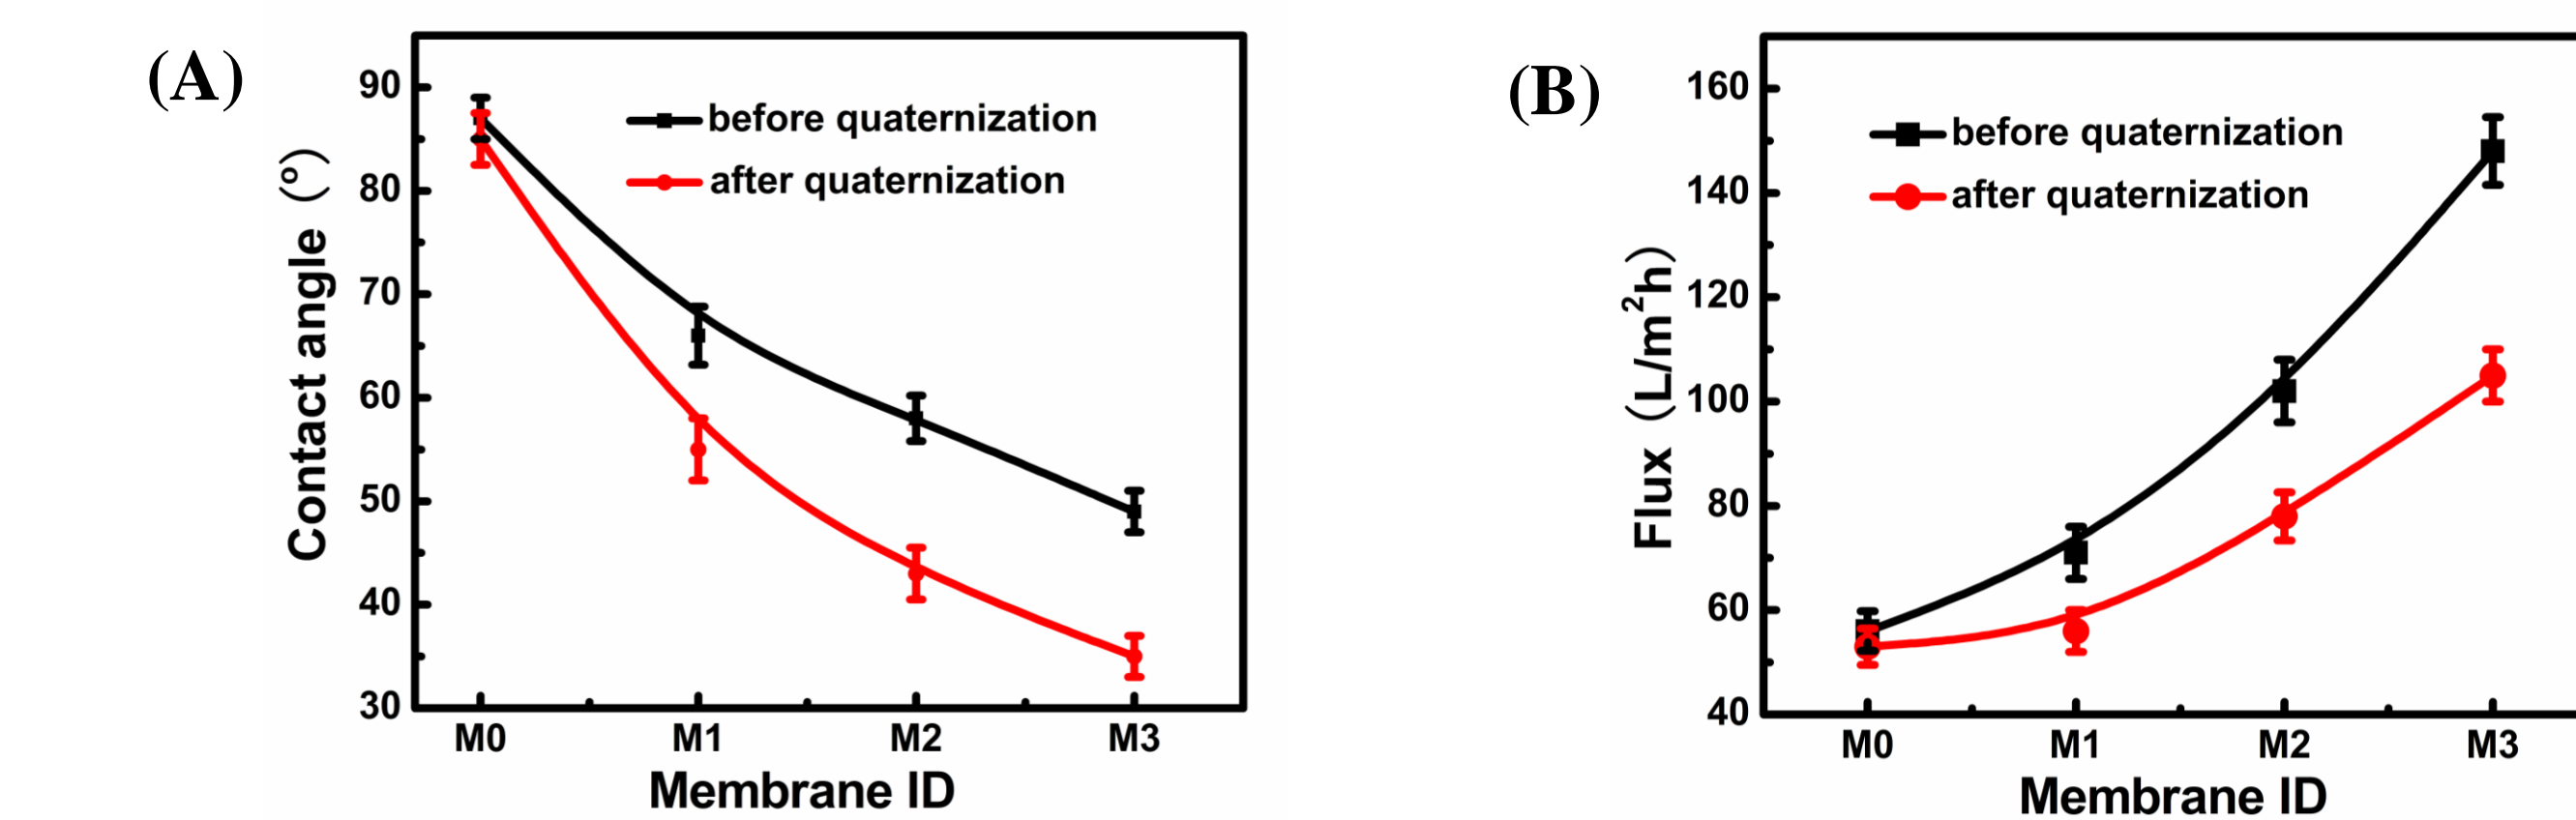 (A)
Contact angle (°)
90
80
70
60
50
40
30
before quaternization
after quaternization
M0 M1 M2 M3
Membrane ID
(B)
Flux (L/m²h)
160
140
120
100
80
60
40
before quaternization
after quaternization
M0 M1 M2 M3
Membrane ID